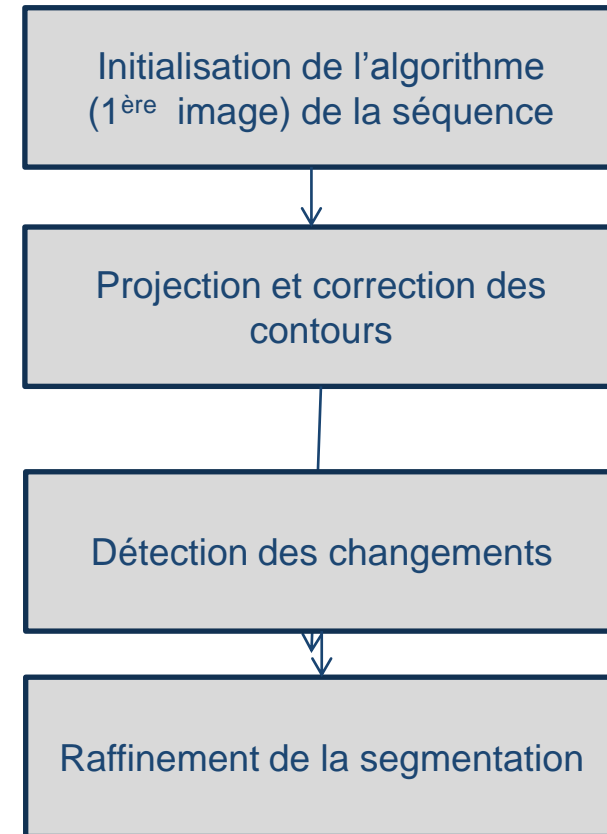 Initialisation de l’algorithme
(1ère image) de la séquence
Projection et correction des
contours
Détection des changements
Raffinement de la segmentation